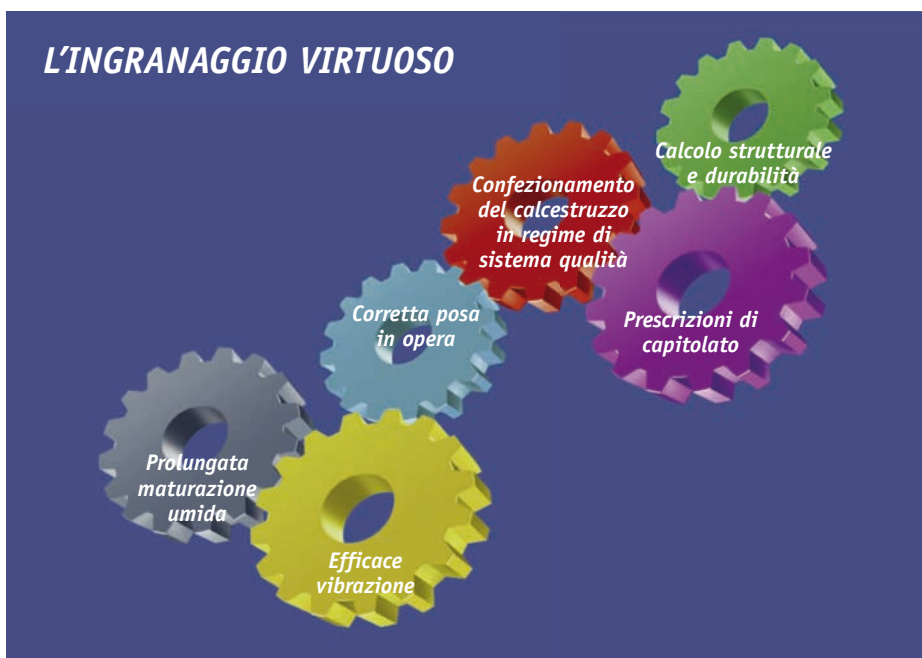 L'INGRANAGGIO VIRTUOSO
Calcolo strutturale
e durabilità
Confezionamento
del calcestruzzo
in regime di
sistema qualità
Prescrizioni di
capitolato
Corretta posa
in opera
Prolungata
maturazione
umida
Efficace
vibrazione